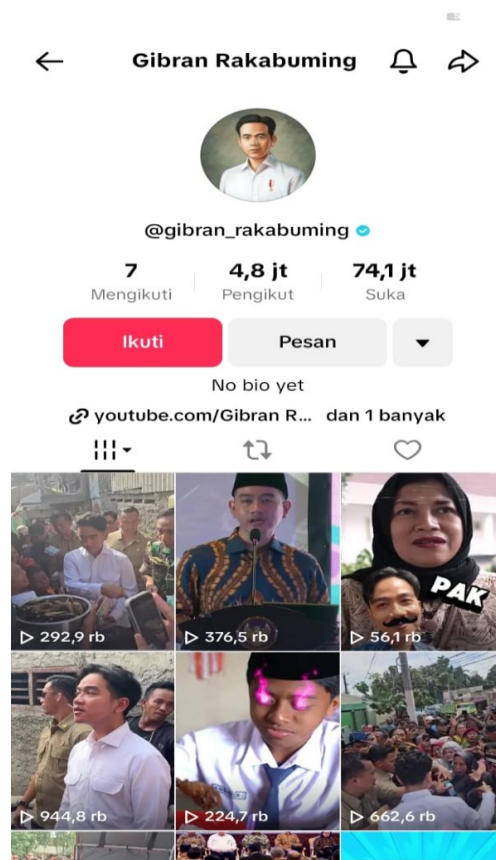 Gibran Rakabuming
@gibran_rakabuming
7
4,8 jt
74,1 jt
Mengikuti
Pengikut
Suka
Ikuti
Pesan
No bio yet
youtube.com/Gibran R... dan 1 banyak
292,9 rb
376,5 rb
PAK
56,1 rb
944,8 rb
224,7 rb
662,6 rb